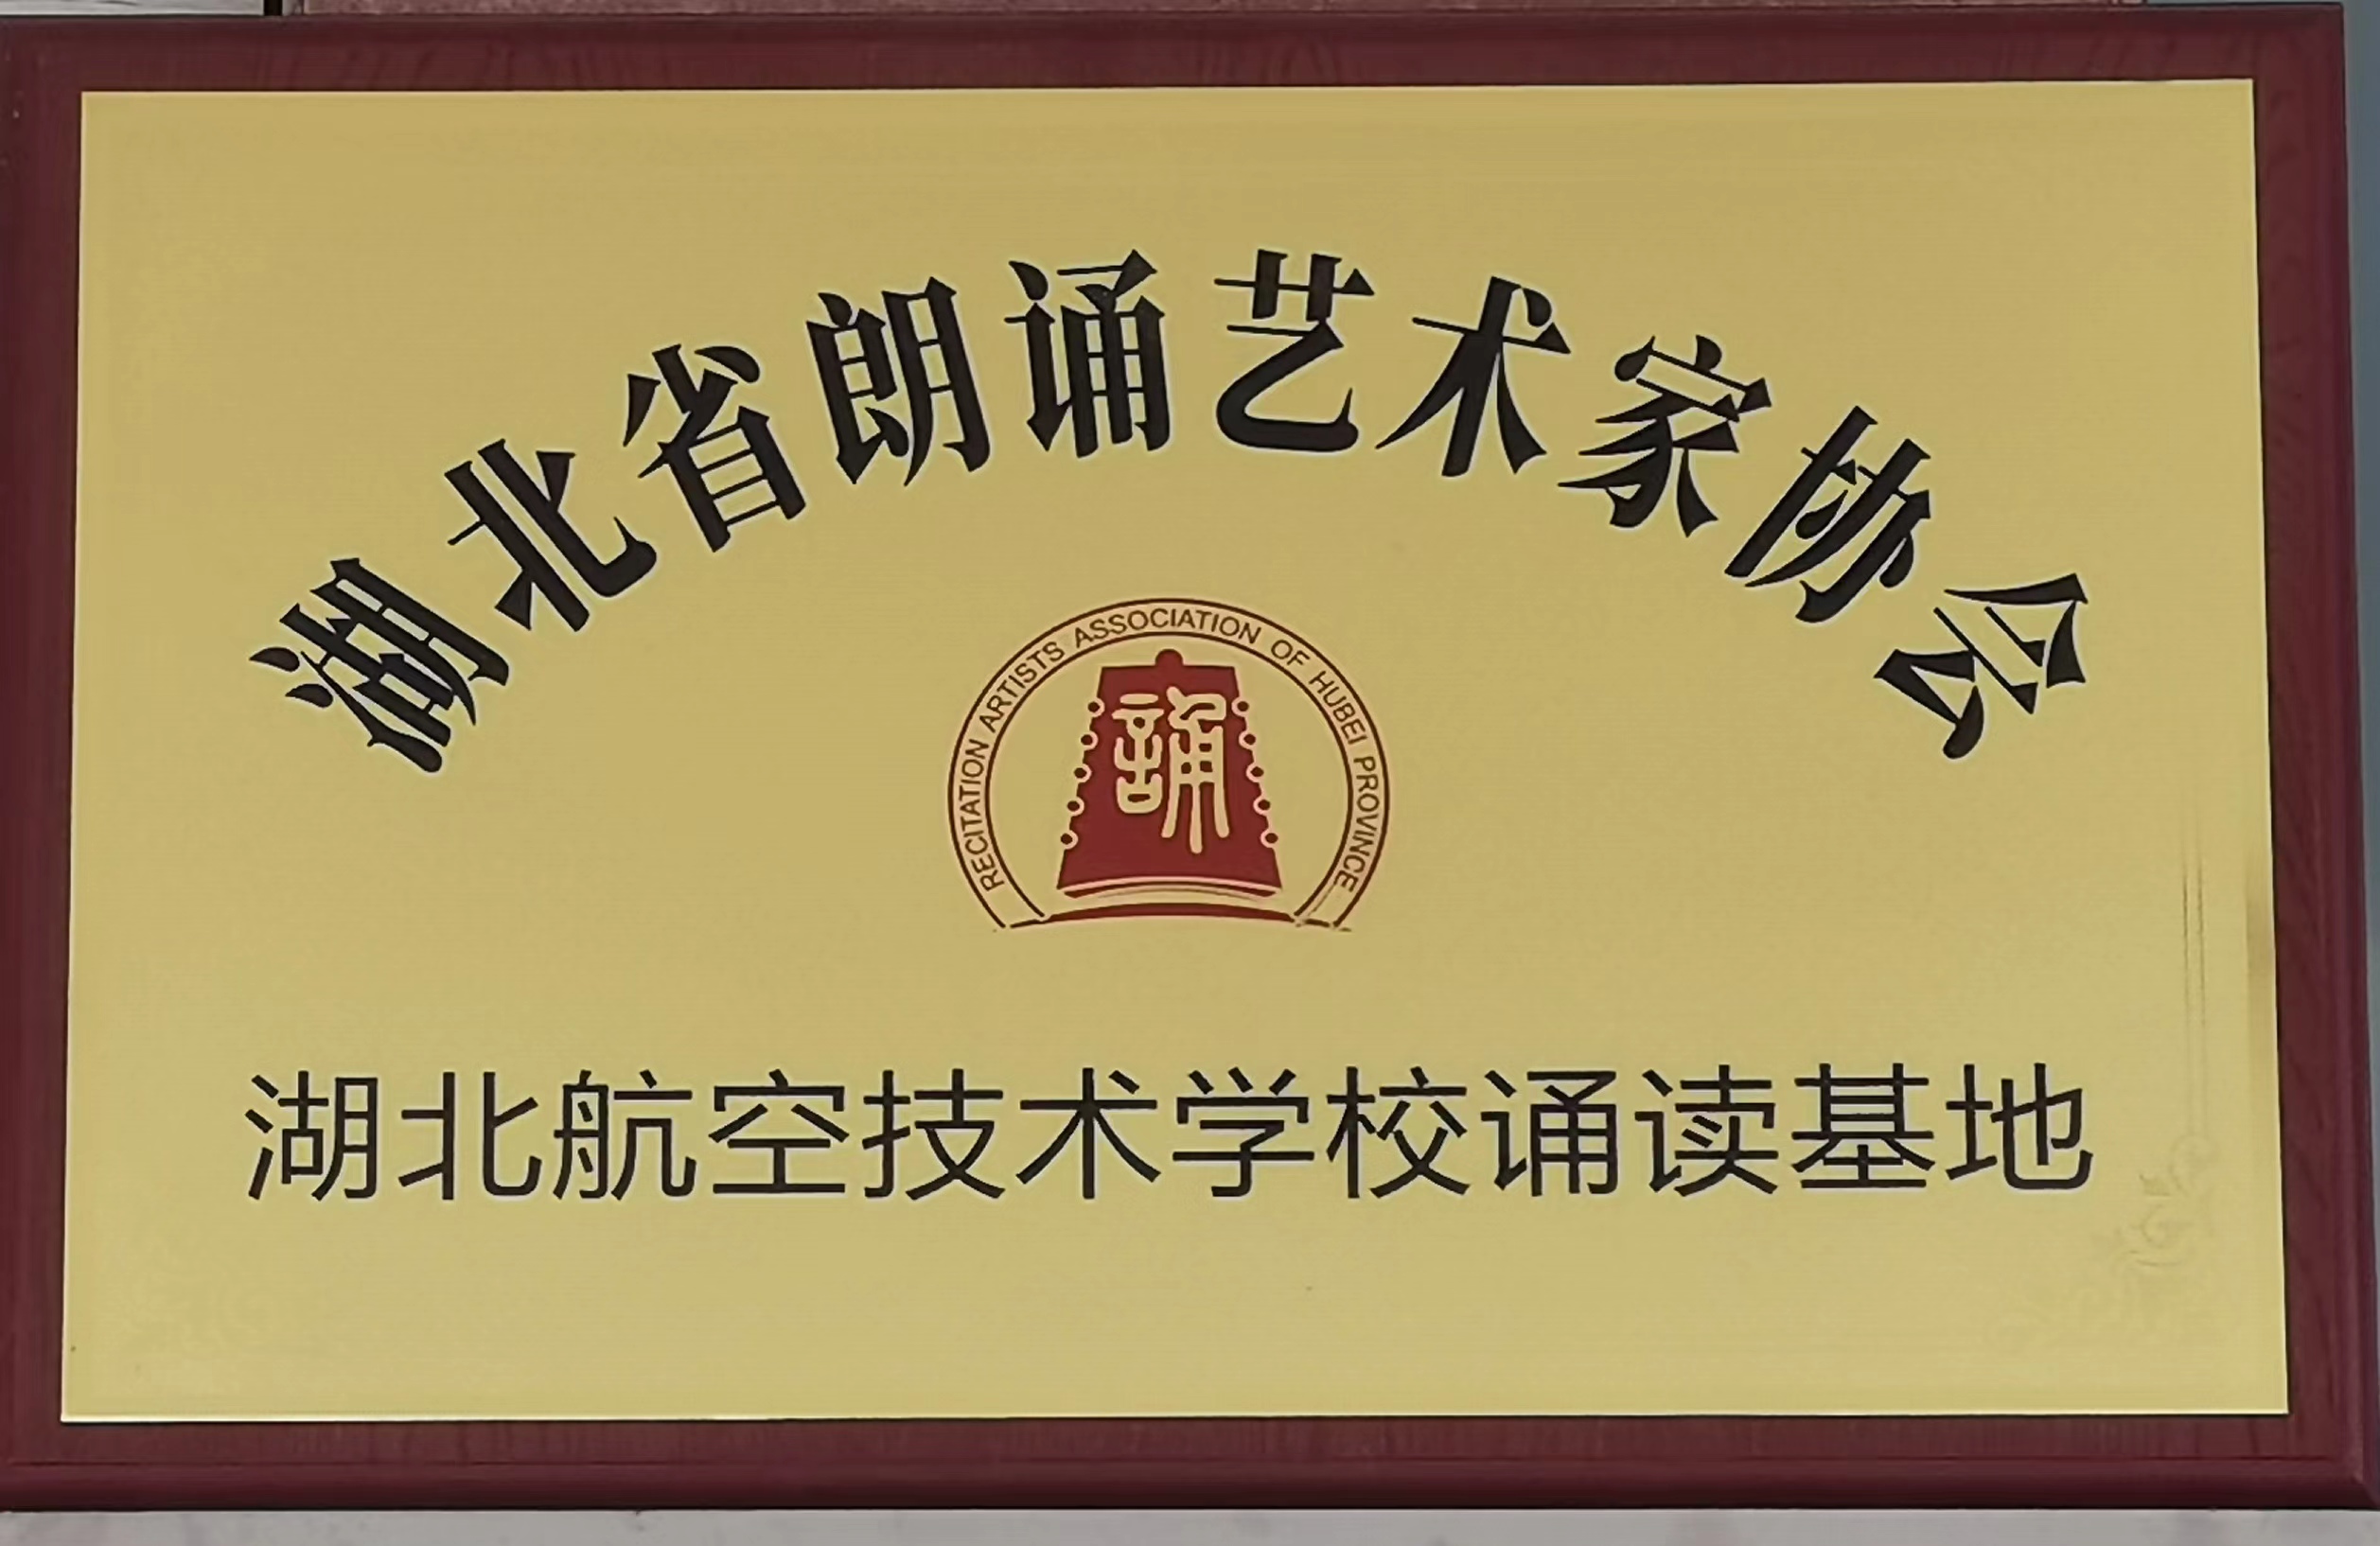 湖北省朗诵艺术家协会
RECITATION ARTISTS ASSOCIATION OF HUBEI PROVINCE
誦
湖北航空技术学校诵读基地